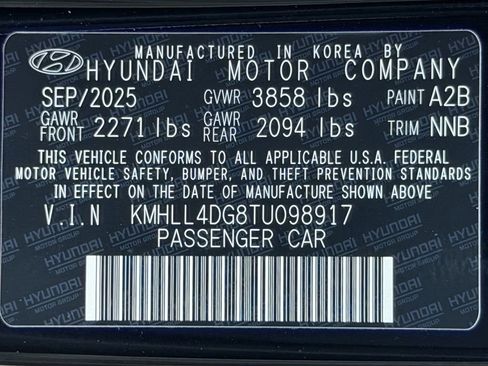 MANUFACTURED IN KOREA BY
HYUNDAI MOTOR COMPANY
SEP/2025 GVWR 3858 lbs PAINT A2B
GAWR FRONT 2271 lbs GAWR REAR 2094 lbs TRIM NNB
THIS VEHICLE CONFORMS TO ALL APPLICABLE U.S.A. FEDERAL
MOTOR VEHICLE SAFETY, BUMPER, AND THEFT PREVENTION STANDARDS
IN EFFECT ON THE DATE OF MANUFACTURE SHOWN ABOVE.
V.I.N KMHLL4DG8TU098917
PASSENGER CAR